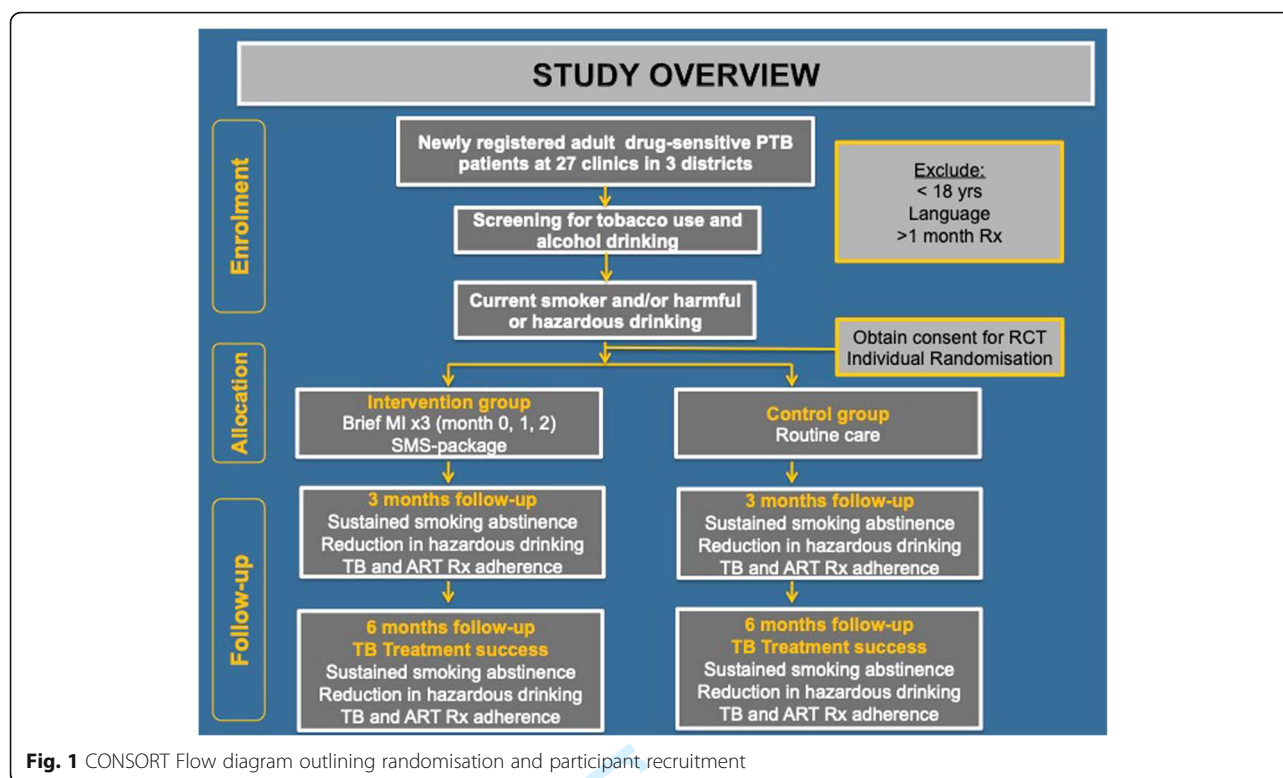 STUDY OVERVIEW
Enrolment
Newly registered adult drug-sensitive PTB
patients at 27 clinics in 3 districts
Exclude:
< 18 yrs
Language
>1 month Rx
Screening for tobacco use and
alcohol drinking
Current smoker and/or harmful
or hazardous drinking
Obtain consent for RCT
Individual Randomisation
Allocation
Intervention group
Brief MI x3 (month 0, 1, 2)
SMS-package
Control group
Routine care
Follow-up
3 months follow-up
Sustained smoking abstinence
Reduction in hazardous drinking
TB and ART Rx adherence
3 months follow-up
Sustained smoking abstinence
Reduction in hazardous drinking
TB and ART Rx adherence
6 months follow-up
TB Treatment success
Sustained smoking abstinence
Reduction in hazardous drinking
TB and ART Rx adherence
6 months follow-up
TB Treatment success
Sustained smoking abstinence
Reduction in hazardous drinking
TB and ART Rx adherence
Fig. 1 CONSORT Flow diagram outlining randomisation and participant recruitment